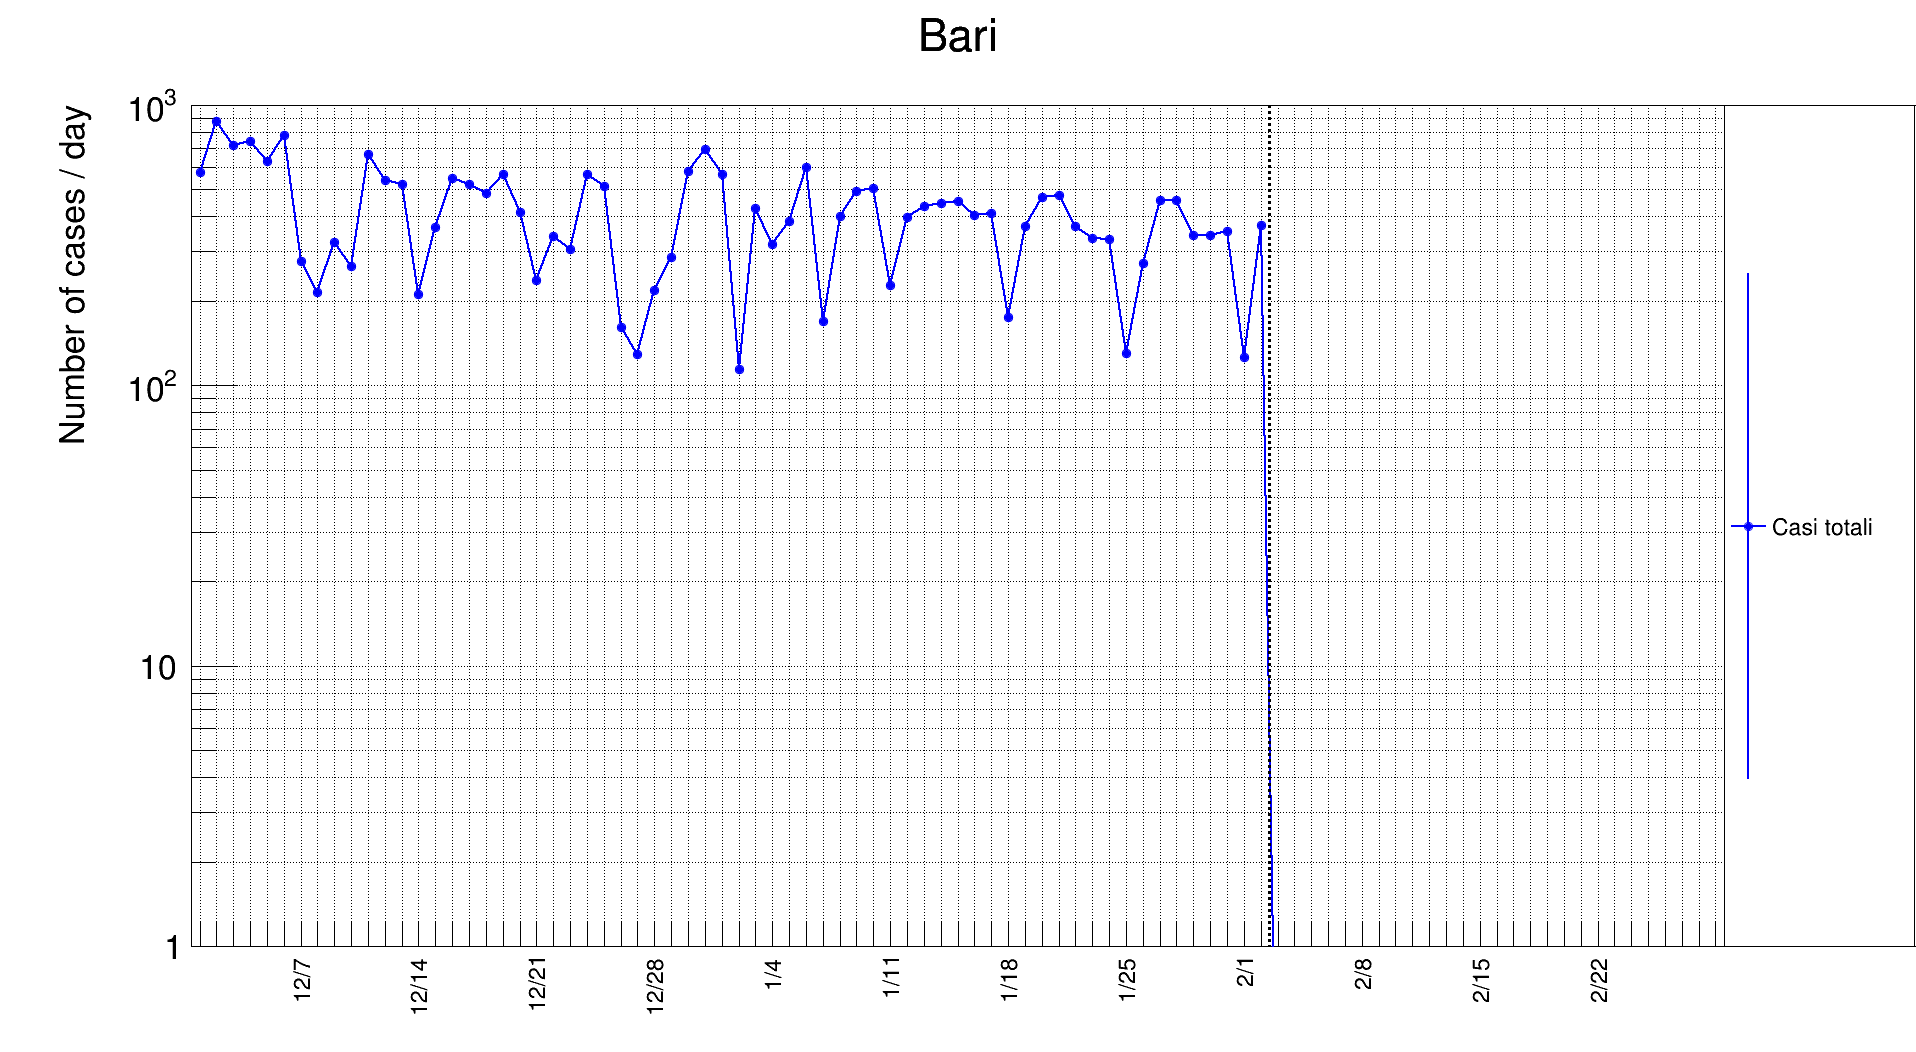 Bari
Number of cases / day
10³
10²
10
1
12/7 12/14 12/21 12/28 1/4 1/11 1/18 1/25 2/1 2/8 2/15 2/22
Casi totali